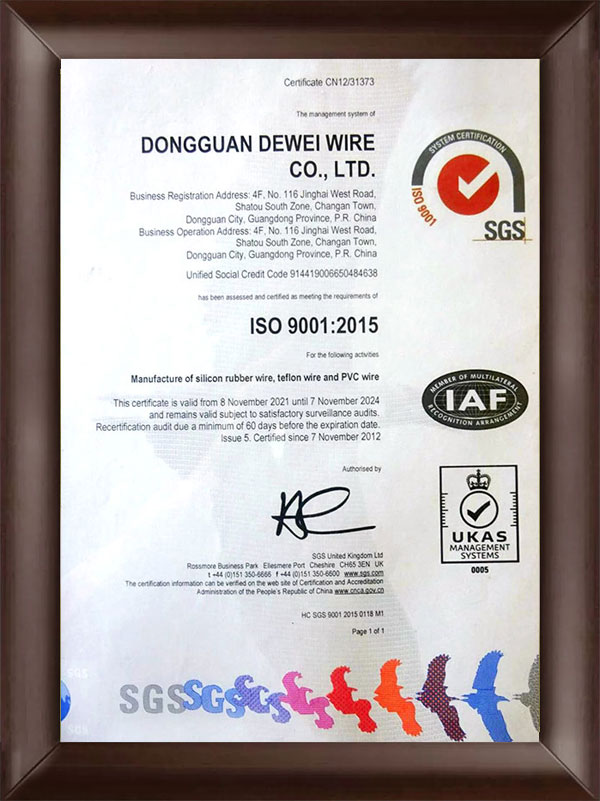 Certificate CN12/31373
The management system of
DONGGUAN DEWEI WIRE
CO., LTD.
Business Registration Address: 4F, No. 116 Jinghai West Road,
Shatou South Zone, Changan Town,
Dongguan City, Guangdong Province, P.R. China
Business Operation Address: 4F, No. 116 Jinghai West Road,
Shatou South Zone, Changan Town,
Dongguan City, Guangdong Province, P.R. China
Unified Social Credit Code 914419006650484638
has been assessed and certified as meeting the requirements of
ISO 9001:2015
For the following activities
Manufacture of silicon rubber wire, teflon wire and PVC wire
This certificate is valid from 8 November 2021 until 7 November 2024
and remains valid subject to satisfactory surveillance audits.
Recertification audit due a minimum of 60 days before the expiration date.
Issue 5. Certified since 7 November 2012
Authorised by
SGS United Kingdom Ltd
Rossmore Business Park Ellesmere Port Cheshire CH65 3EN UK
t +44 (0)151 350-6666 f +44 (0)151 350-6600 www.sgs.com
The certification information can be verified on the web site of Certification and Accreditation
Administration of the People's Republic of China www.cnca.gov.cn
HC SGS 9001 2015 0118 M1
Page 1 of 1
SYSTEM CERTIFICATION
ISO 9001
SGS
MEMBER OF MULTILATERAL
IAF
RECOGNITION ARRANGEMENT
UKAS
MANAGEMENT
SYSTEMS
0005
SGS
SGS
SGSSGSSGS